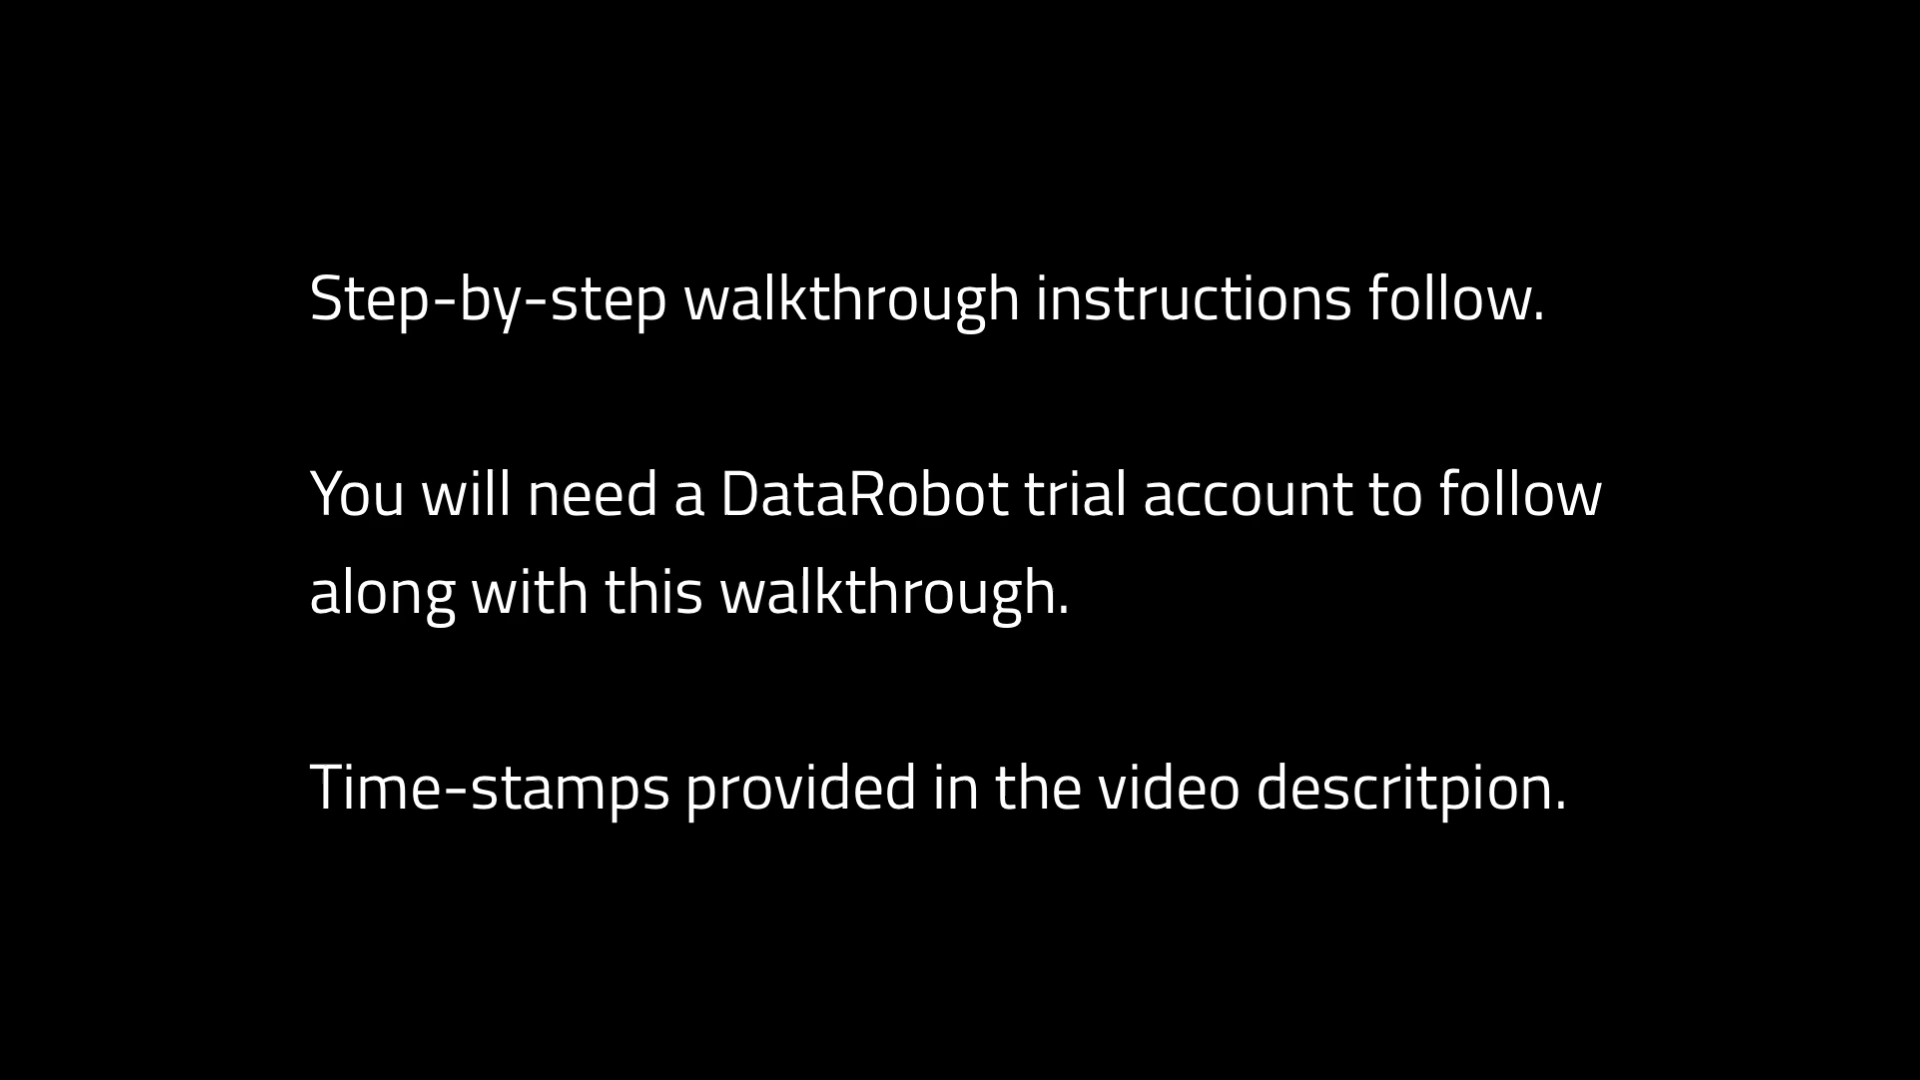 Step-by-step walkthrough instructions follow.
You will need a DataRobot trial account to follow
along with this walkthrough.
Time-stamps provided in the video descritpion.